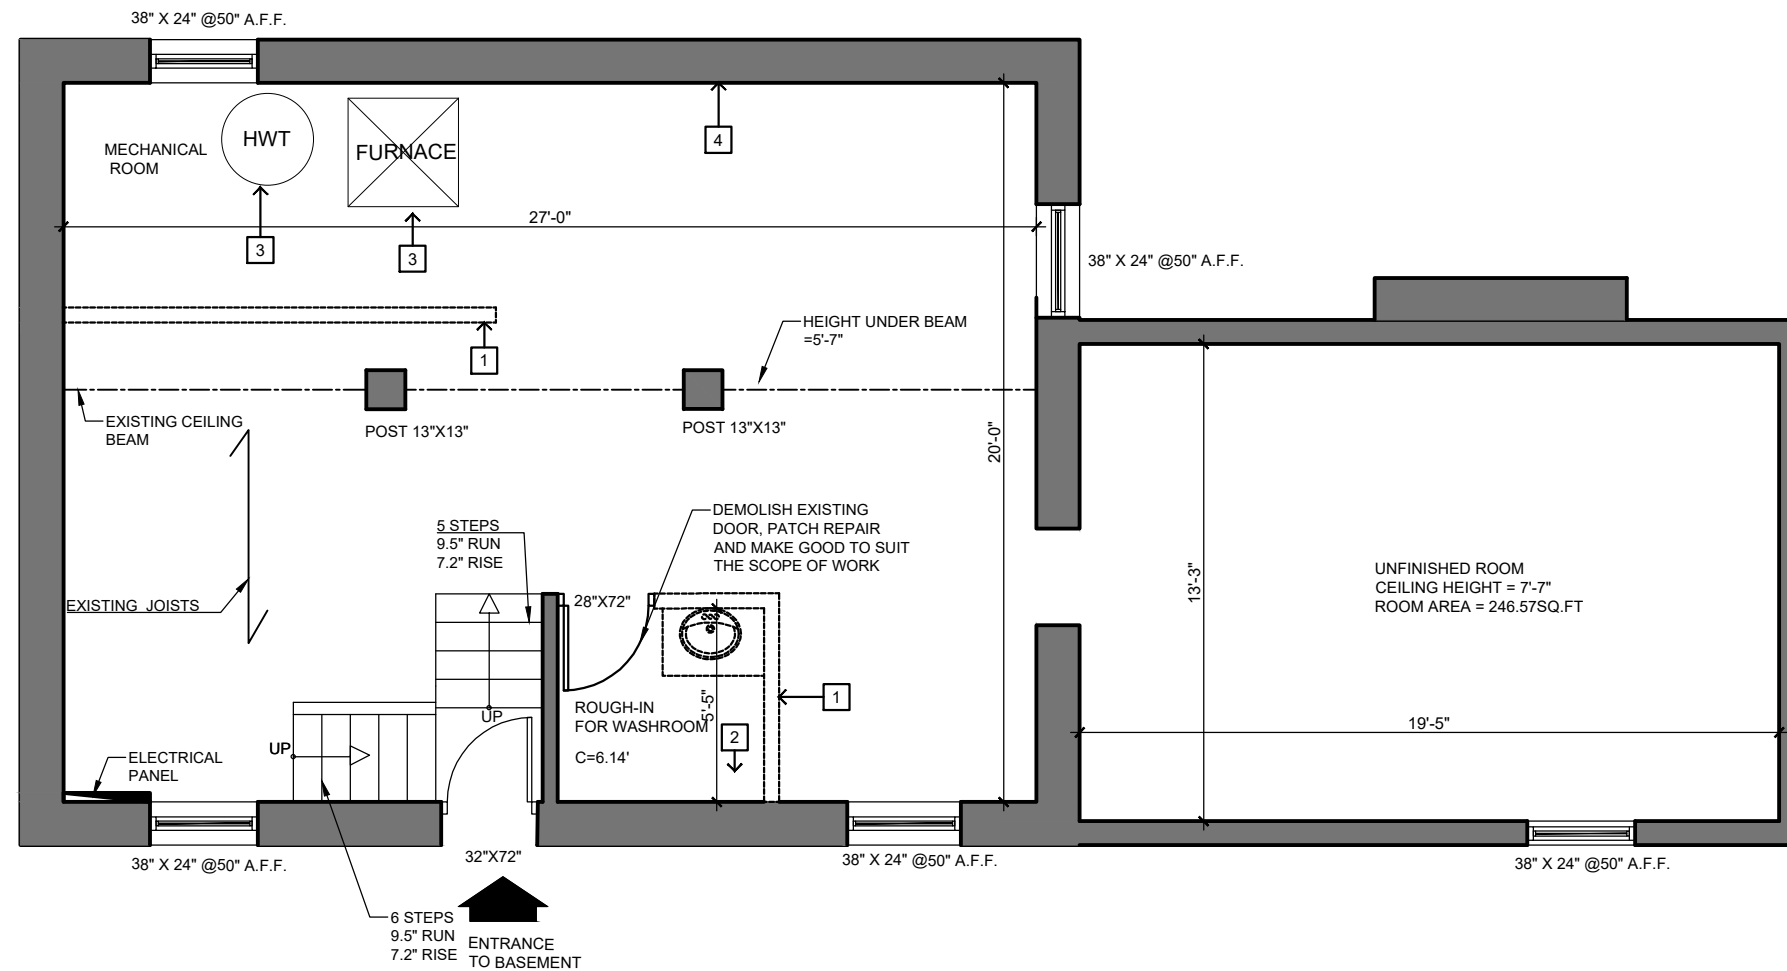 38" X 24" @50" A.F.F.
MECHANICAL
ROOM
HWT
FURNACE
4
3
3
27'-0"
38" X 24" @50" A.F.F.
1
HEIGHT UNDER BEAM
=5'-7"
EXISTING CEILING
BEAM
POST 13"X13"
POST 13"X13"
20'-0"
5 STEPS
9.5" RUN
7.2" RISE
DEMOLISH EXISTING
DOOR, PATCH REPAIR
AND MAKE GOOD TO SUIT
THE SCOPE OF WORK
EXISTING JOISTS
28"X72"
13'-3"
UNFINISHED ROOM
CEILING HEIGHT = 7'-7"
ROOM AREA = 246.57SQ.FT
UP
UP
ROUGH-IN
FOR WASHROOM
C=6.14'
5'-5"
2
1
19'-5"
ELECTRICAL
PANEL
38" X 24" @50" A.F.F.
32"X72"
38" X 24" @50" A.F.F.
38" X 24" @50" A.F.F.
6 STEPS
9.5" RUN
7.2" RISE
ENTRANCE
TO BASEMENT